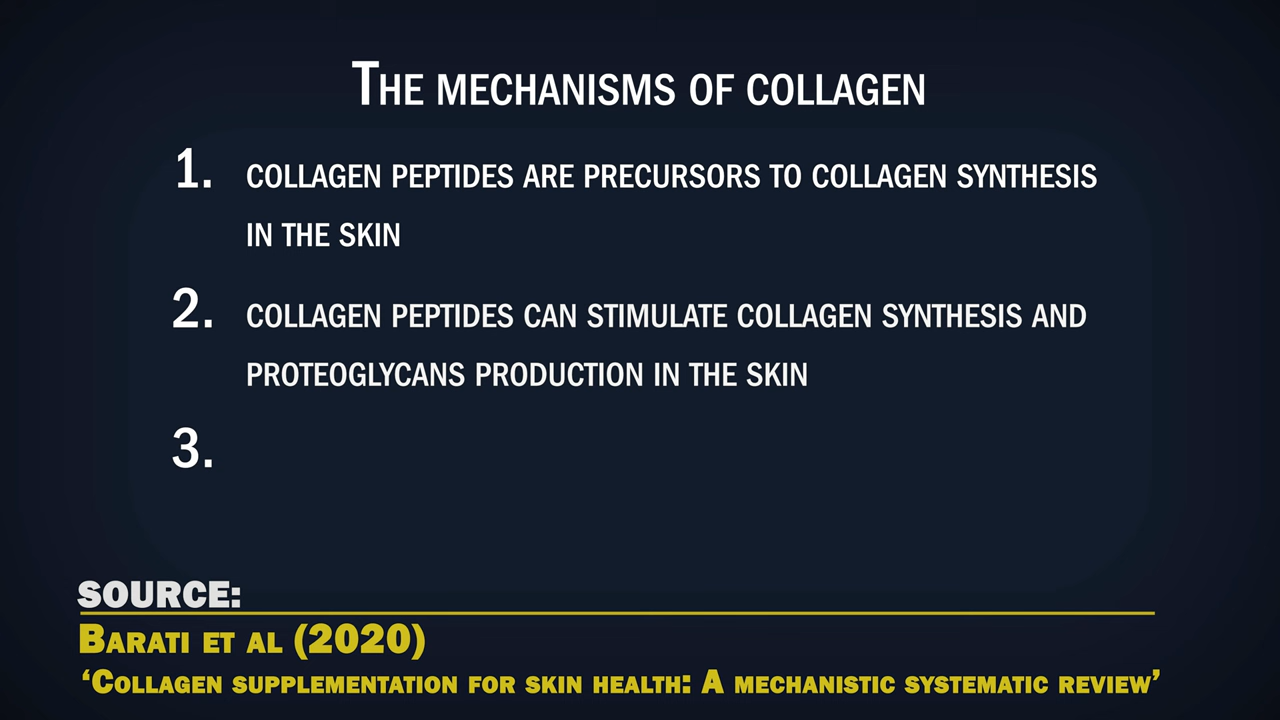 The mechanisms of collagen
1. collagen peptides are precursors to collagen synthesis
in the skin
2. collagen peptides can stimulate collagen synthesis and
proteoglycans production in the skin
3.
SOURCE:
Barati et al (2020)
‘Collagen supplementation for skin health: A mechanistic systematic review’